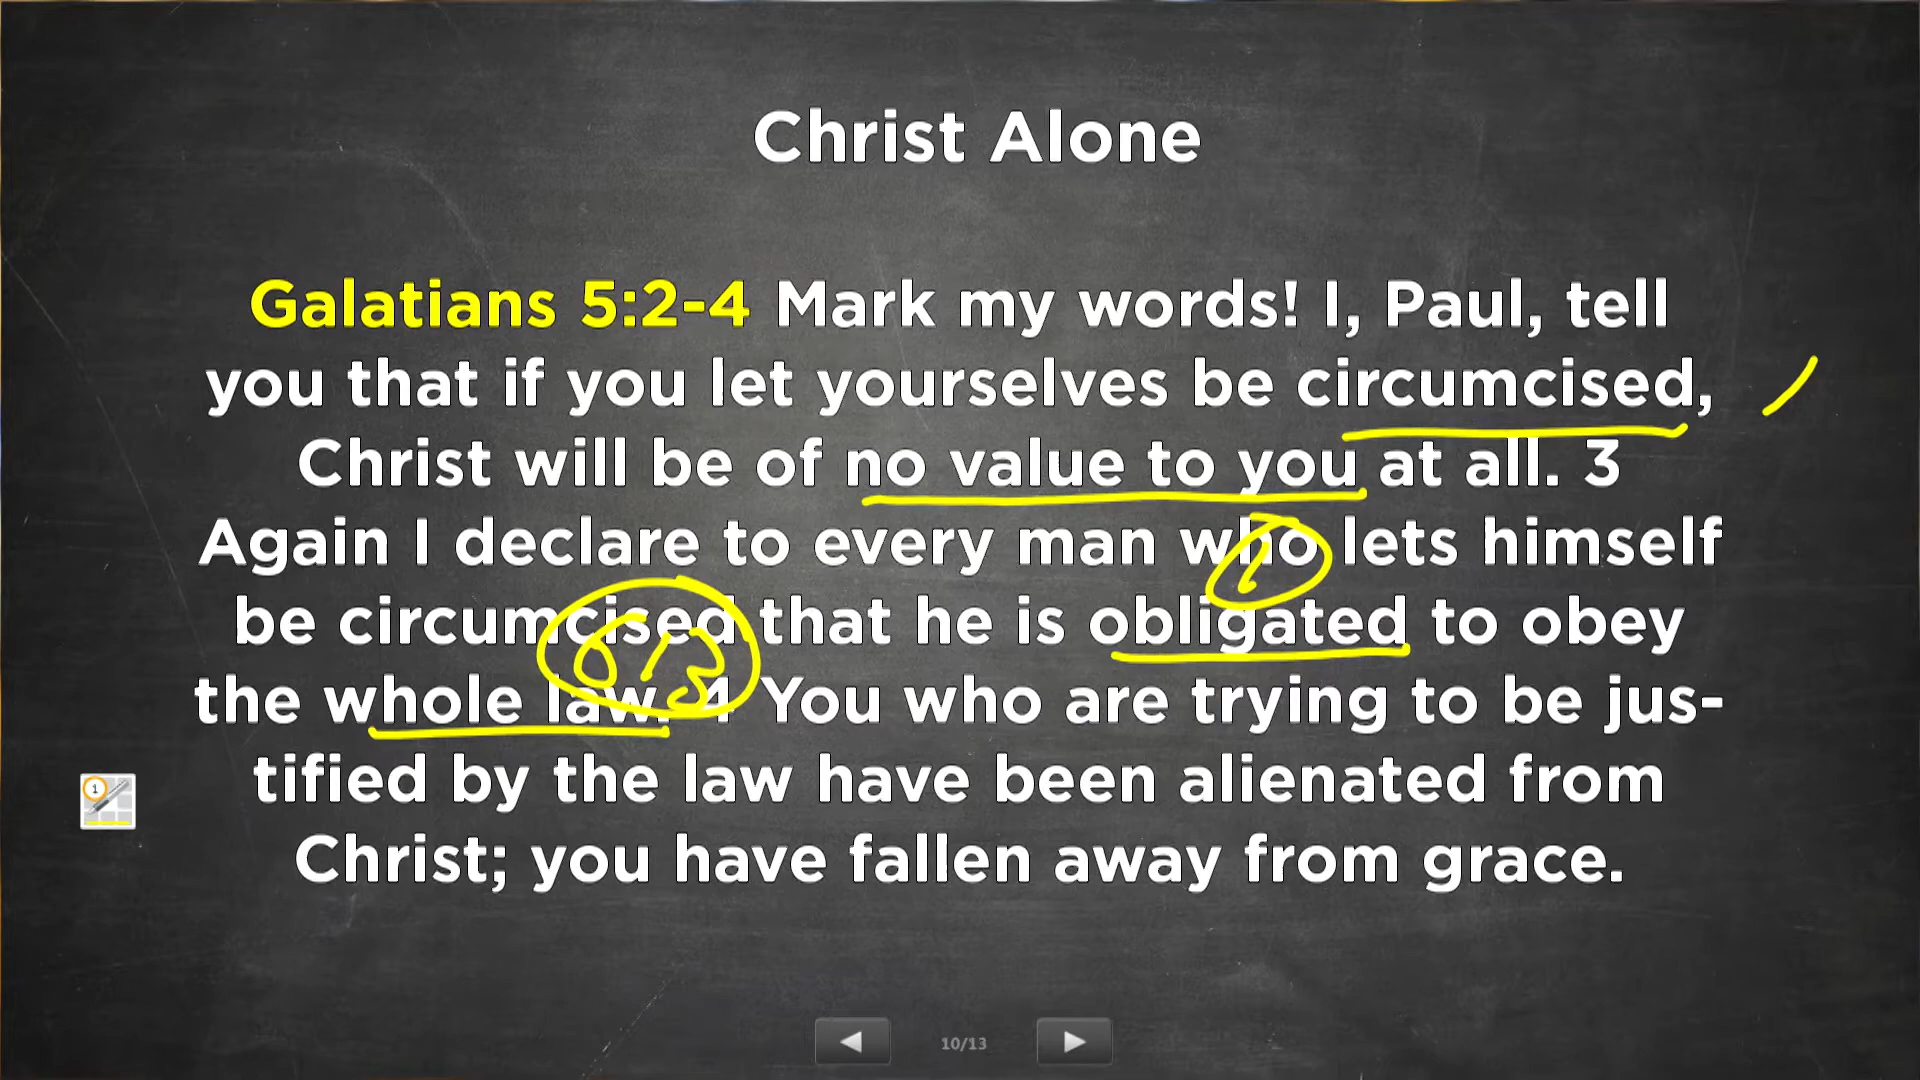 Christ Alone
Galatians 5:2-4 Mark my words! I, Paul, tell
you that if you let yourselves be circumcised,
Christ will be of no value to you at all. 3
Again I declare to every man who lets himself
1
be circumcised that he is obligated to obey
613
the whole law. 4 You who are trying to be jus-
tified by the law have been alienated from
1
Christ; you have fallen away from grace.
10/13